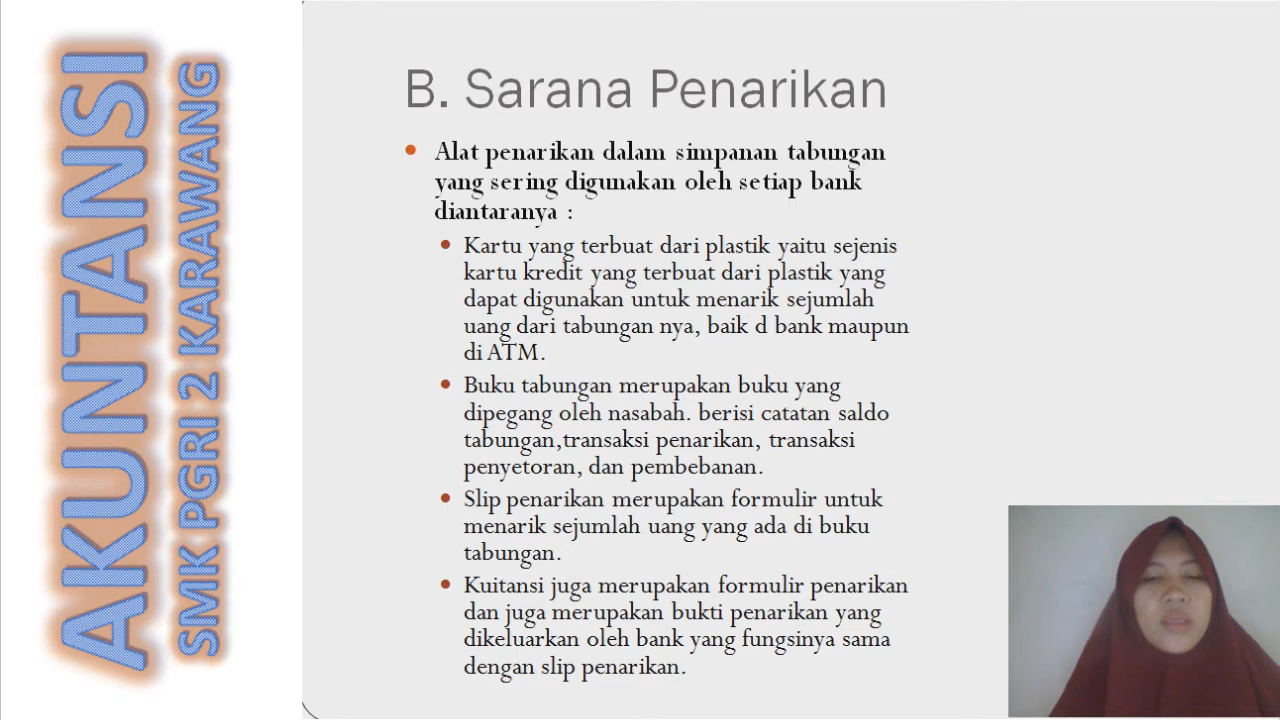 AKUNTANSI
SMK PGRI 2 KARAWANG
B. Sarana Penarikan
Alat penarikan dalam simpanan tabungan
yang sering digunakan oleh setiap bank
diantaranya :
Kartu yang terbuat dari plastik yaitu sejenis
kartu kredit yang terbuat dari plastik yang
dapat digunakan untuk menarik sejumlah
uang dari tabungan nya, baik d bank maupun
di ATM.
Buku tabungan merupakan buku yang
dipegang oleh nasabah. berisi catatan saldo
tabungan,transaksi penarikan, transaksi
penyetoran, dan pembebanan.
Slip penarikan merupakan formulir untuk
menarik sejumlah uang yang ada di buku
tabungan.
Kuitansi juga merupakan formulir penarikan
dan juga merupakan bukti penarikan yang
dikeluarkan oleh bank yang fungsinya sama
dengan slip penarikan.